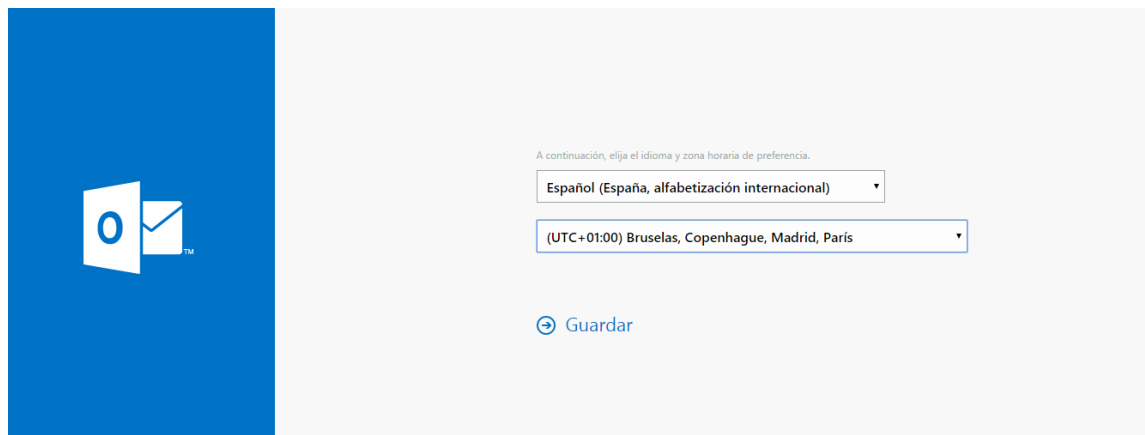 A continuación, elija el idioma y zona horaria de preferencia.
Español (España, alfabetización internacional)
O
TM
(UTC+01:00) Bruselas, Copenhague, Madrid, París
Guardar